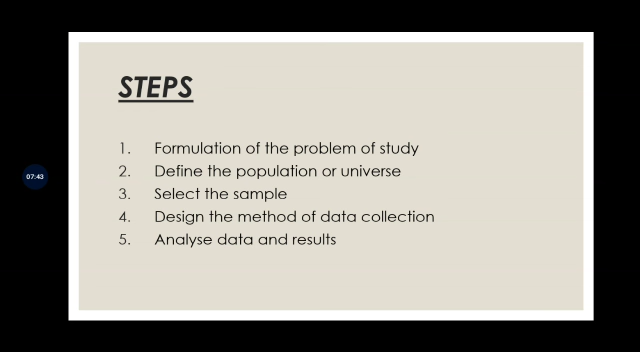 STEPS
1. Formulation of the problem of study
2. Define the population or universe
3. Select the sample
4. Design the method of data collection
5. Analyse data and results
07:43